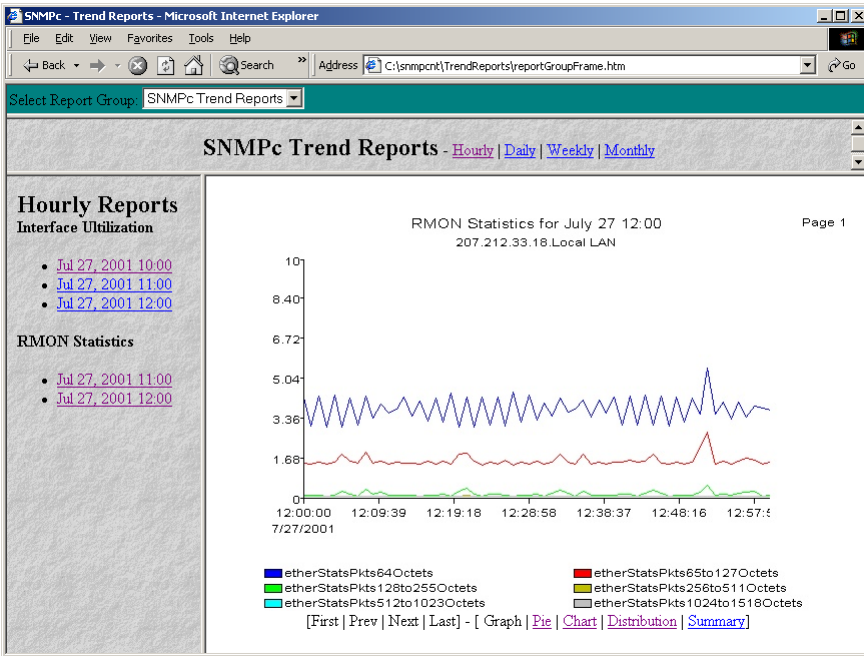 SNMPc - Trend Reports - Microsoft Internet Explorer
File Edit View Favorites Tools Help
Back Search » Address C:\snmpcnt\TrendReports\reportGroupFrame.htm Go
Select Report Group: SNMPc Trend Reports
SNMPc Trend Reports - Hourly | Daily | Weekly | Monthly
Hourly Reports
Interface Ultilization
Jul 27, 2001 10:00
Jul 27, 2001 11:00
Jul 27, 2001 12:00
RMON Statistics
Jul 27, 2001 11:00
Jul 27, 2001 12:00
RMON Statistics for July 27 12:00 Page 1
207.212.33.18.Local LAN
10
8.40
6.72
5.04
3.36
1.68
0
12:00:00 12:09:39 12:19:18 12:28:58 12:38:37 12:48:16 12:57:5
7/27/2001
etherStatsPkts64Octets etherStatsPkts65to127Octets
etherStatsPkts128to255Octets etherStatsPkts256to511Octets
etherStatsPkts512to1023Octets etherStatsPkts1024to1518Octets
[First | Prev | Next | Last] - [ Graph | Pie | Chart | Distribution | Summary]